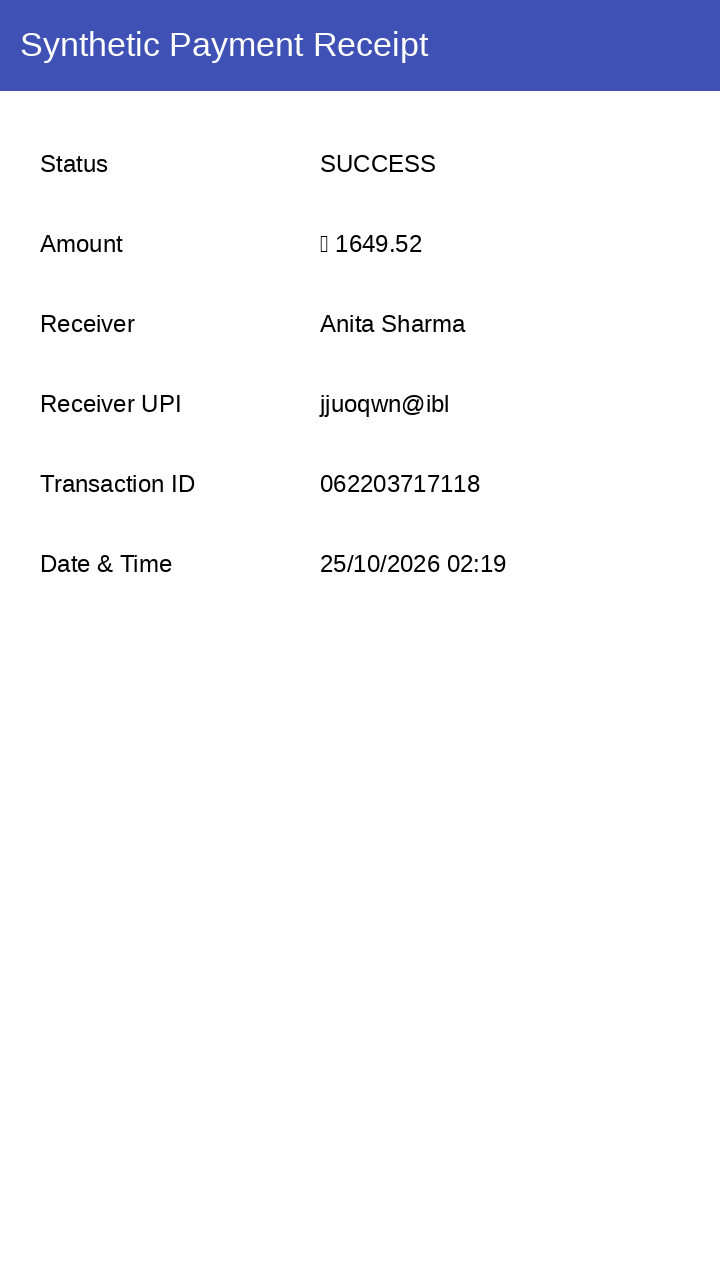 Synthetic Payment Receipt
Status SUCCESS
Amount 1649.52
Receiver Anita Sharma
Receiver UPI jjuoqwn@ibl
Transaction ID 062203717118
Date & Time 25/10/2026 02:19